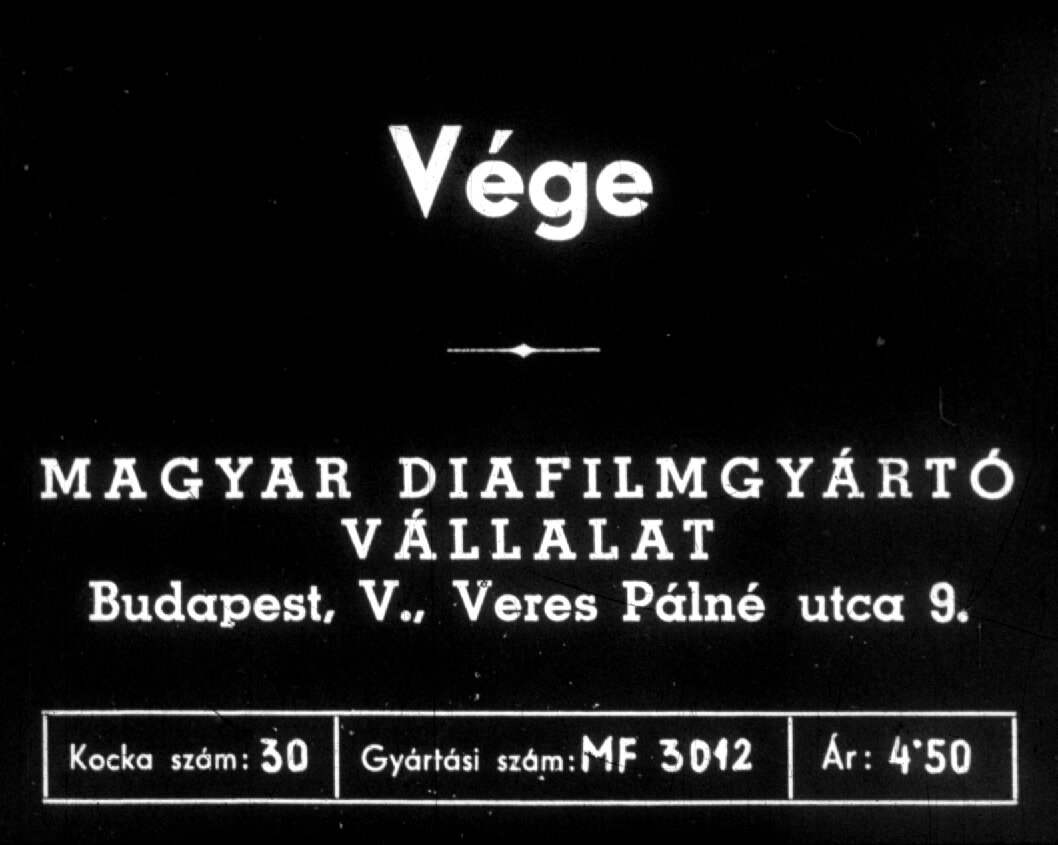 Vége
MAGYAR DIAFILMGYÁRTÓ
VÁLLALAT
Budapest, V., Veres Pálné utca 9.
Kocka szám: 30 Gyártási szám: MF 3012 Ár: 4'50